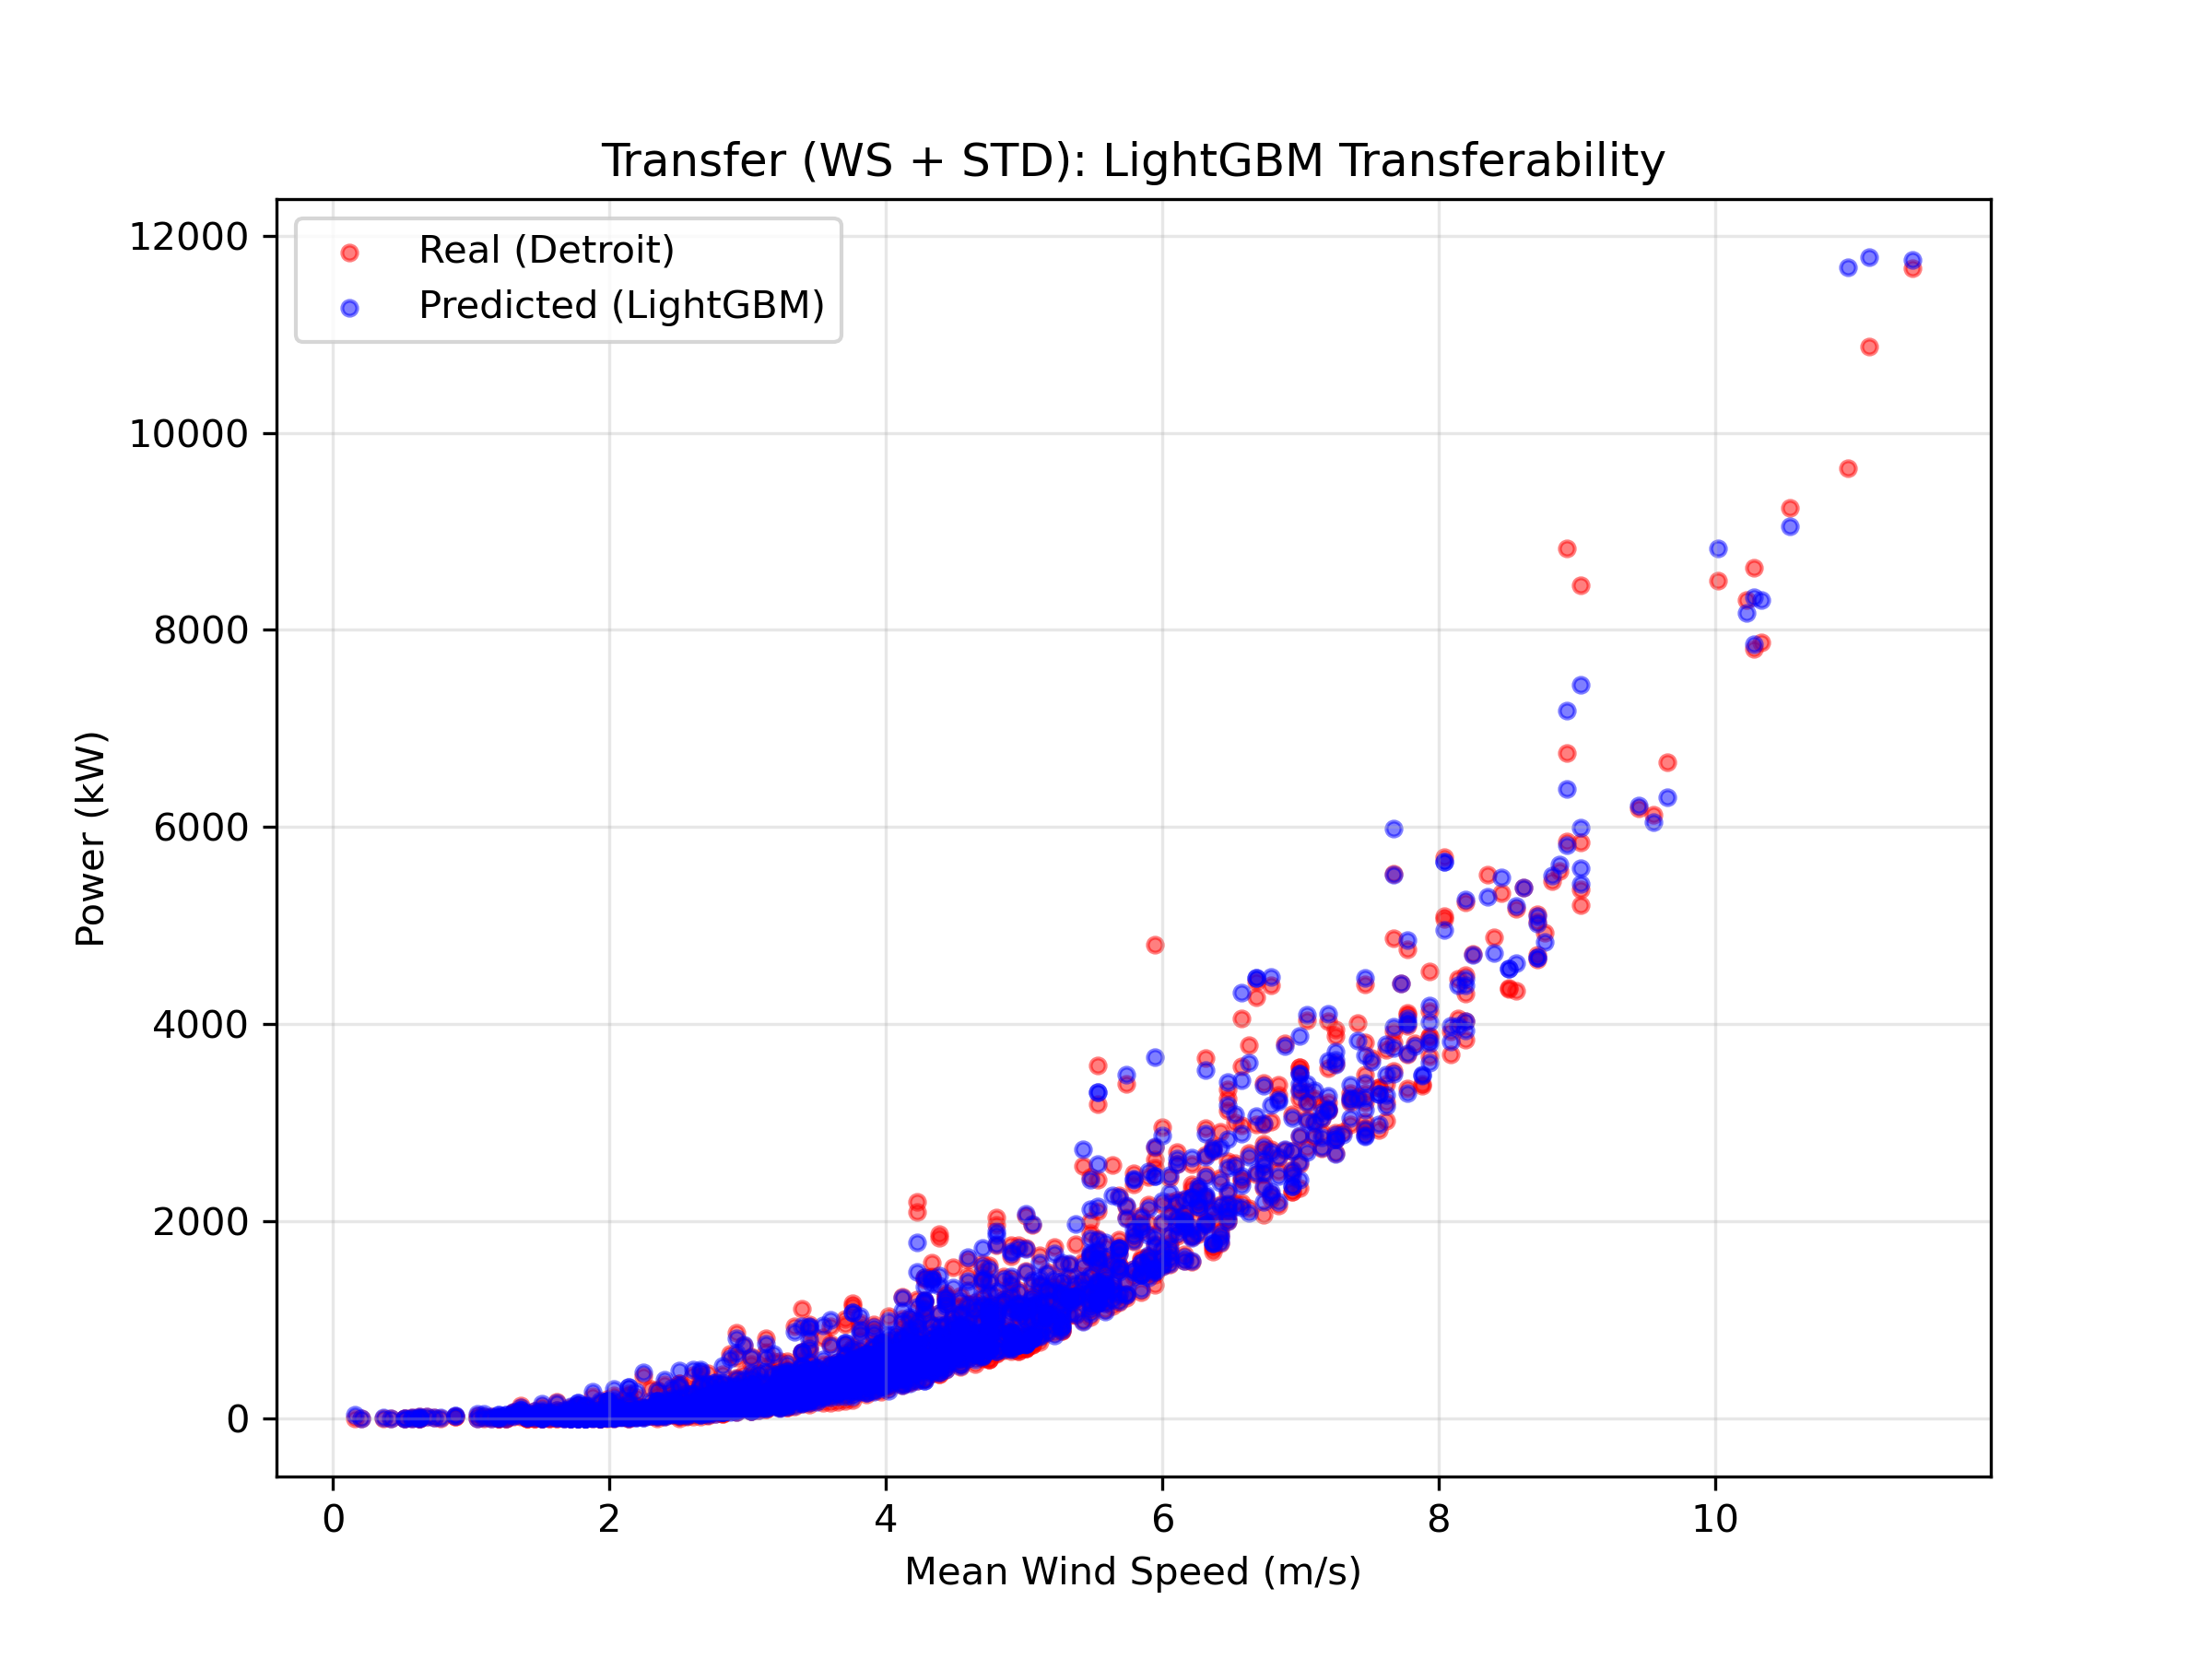 Transfer (WS + STD): LightGBM Transferability
Real (Detroit)
Predicted (LightGBM)
12000
10000
8000
6000
4000
2000
0
Power (kW)
0 2 4 6 8 10
Mean Wind Speed (m/s)